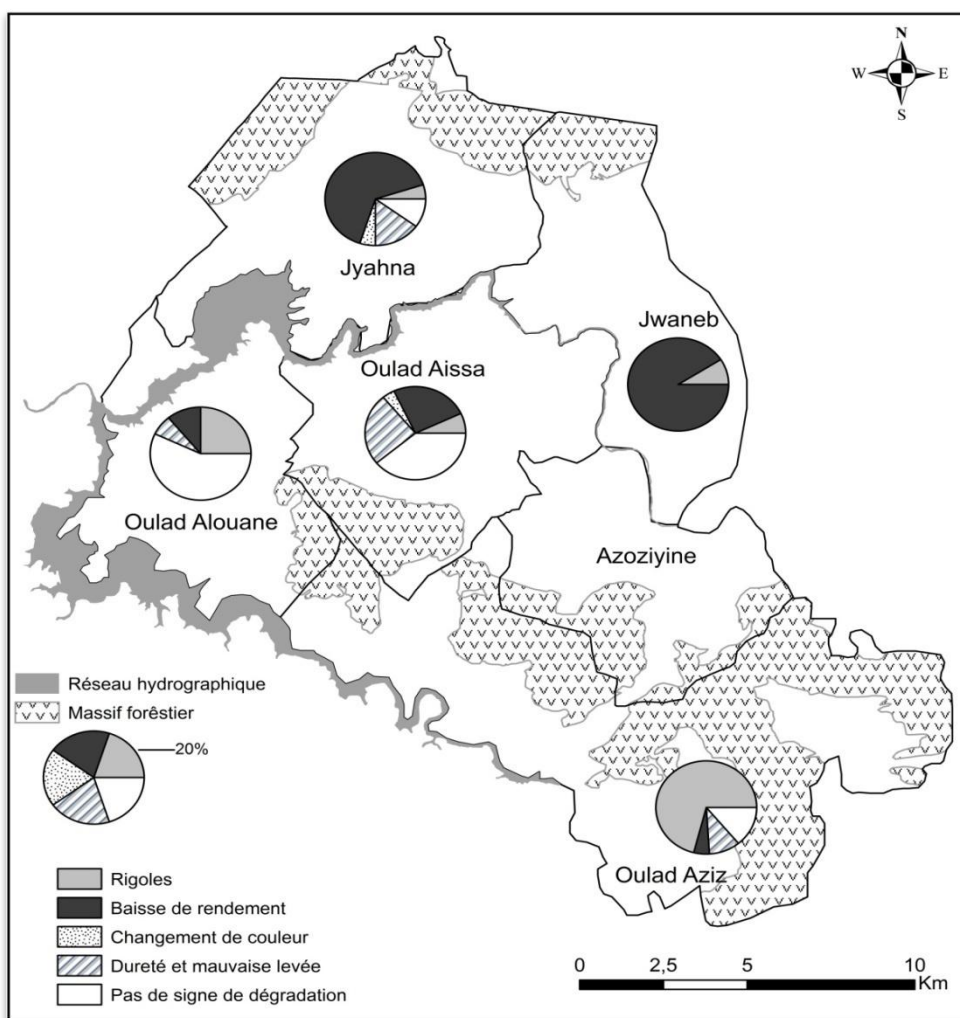 N
W E
S
Jyahna
Jwaneb
Oulad Aissa
Oulad Alouane
Azoziyine
Réseau hydrographique
Massif forêstier
20%
Oulad Aziz
Rigoles
Baisse de rendement
Changement de couleur
Dureté et mauvaise levée
Pas de signe de dégradation
0 2,5 5 10
Km